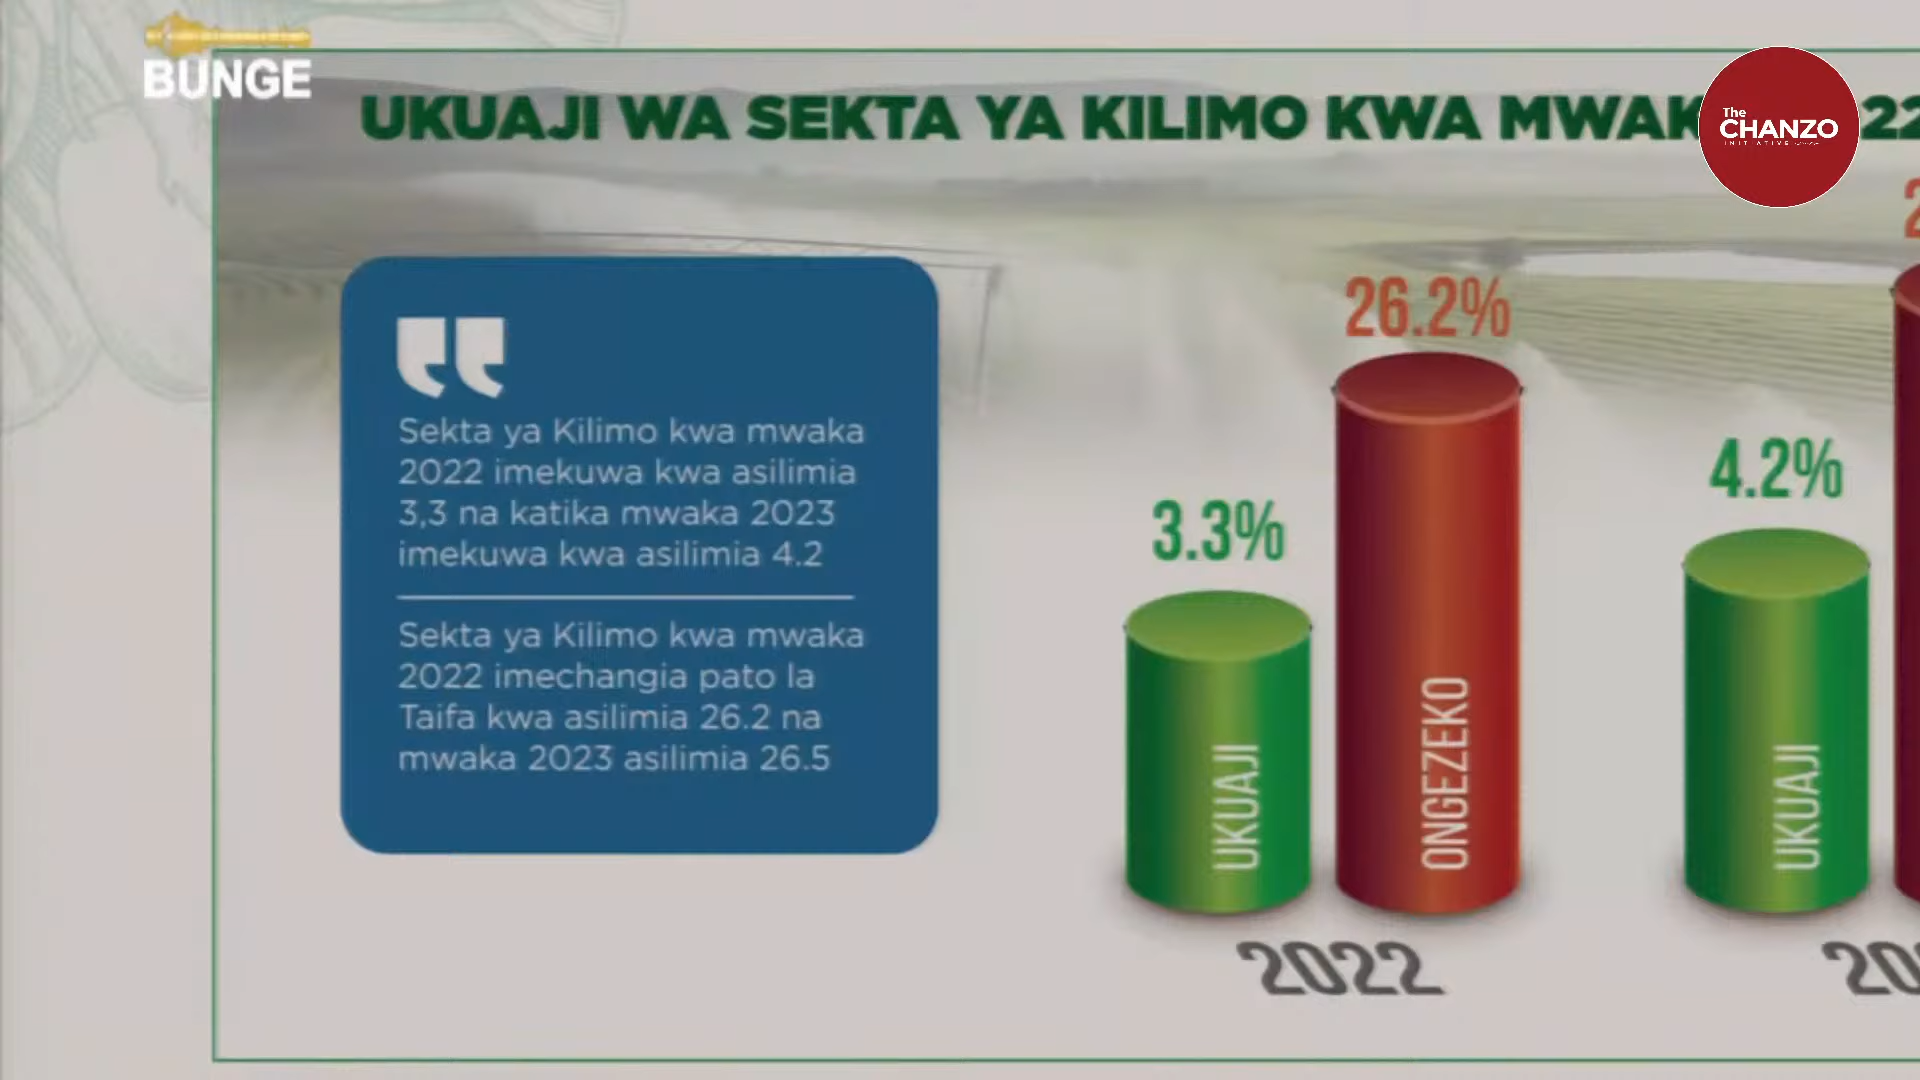 BUNGE
UKUAJI WA SEKTA YA KILIMO KWA
The
CHANZO
INITIATIVE
Sekta ya Kilimo kwa mwaka
2022 imekuwa kwa asilimia
3,3 na katika mwaka 2023
imekuwa kwa asilimia 4.2
Sekta ya Kilimo kwa mwaka
2022 imechangia pato la
Taifa kwa asilimia 26.2 na
mwaka 2023 asilimia 26.5
3.3%
26.2%
4.2%
UKUAJI
ONGEZEKO
UKUAJI
2022